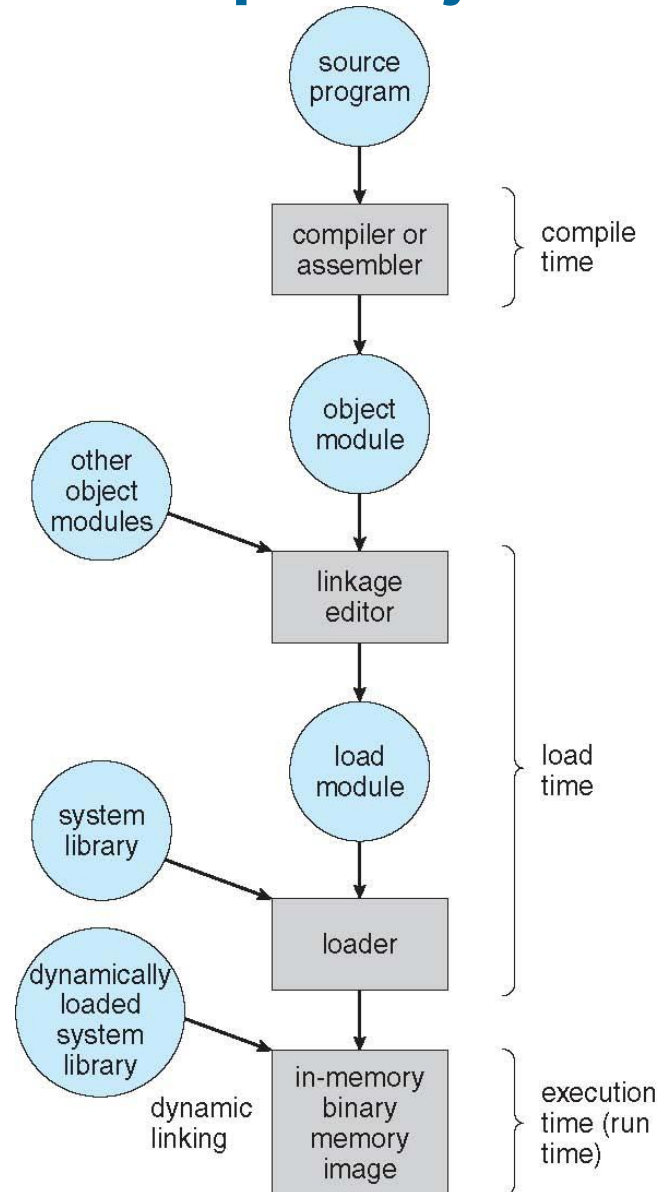 source
program
compiler or
assembler
compile
time
object
module
other
object
modules
linkage
editor
load
module
load
time
system
library
loader
dynamically
loaded
system
library
dynamic
linking
in-memory
binary
memory
image
execution
time (run
time)